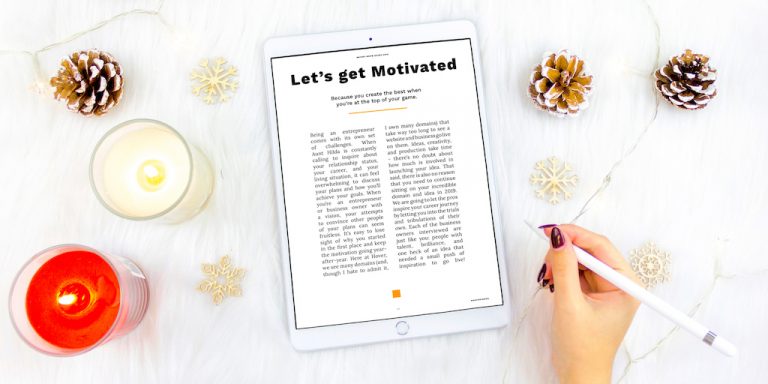 Let's get Motivated
Because you create the best when
you're at the top of your game.
Being an entrepreneur
comes with its own set
of challenges. When
Aunt Hilda is constantly
calling to inquire about
your relationship status,
your career, and your
living situation, it can feel
overwhelming to discuss
your plans and how you'll
achieve your goals. When
you're an entrepreneur
or business owner with
a vision, your attempts
to convince other people
of your plans can seem
fruitless. It's easy to lose
sight of why you started
in the first place and keep
the motivation going year-
after-year. Here at Hover,
we see many domains (and,
though I hate to admit it,
I own many domains) that
take way too long to see a
website and business go live
on them. Ideas, creativity,
and production take time
- there's no doubt about
how much is involved in
launching your idea. That
said, there is also no reason
that you need to continue
sitting on your incredible
domain and idea in 2019.
We are going to let the pros
inspire your career journey
by letting you into the trials
and tribulations of their
own. Each of the business
owners interviewed are
just like you: people with
talent, brilliance, and
one heck of an idea that
needed a small push of
inspiration to go live!